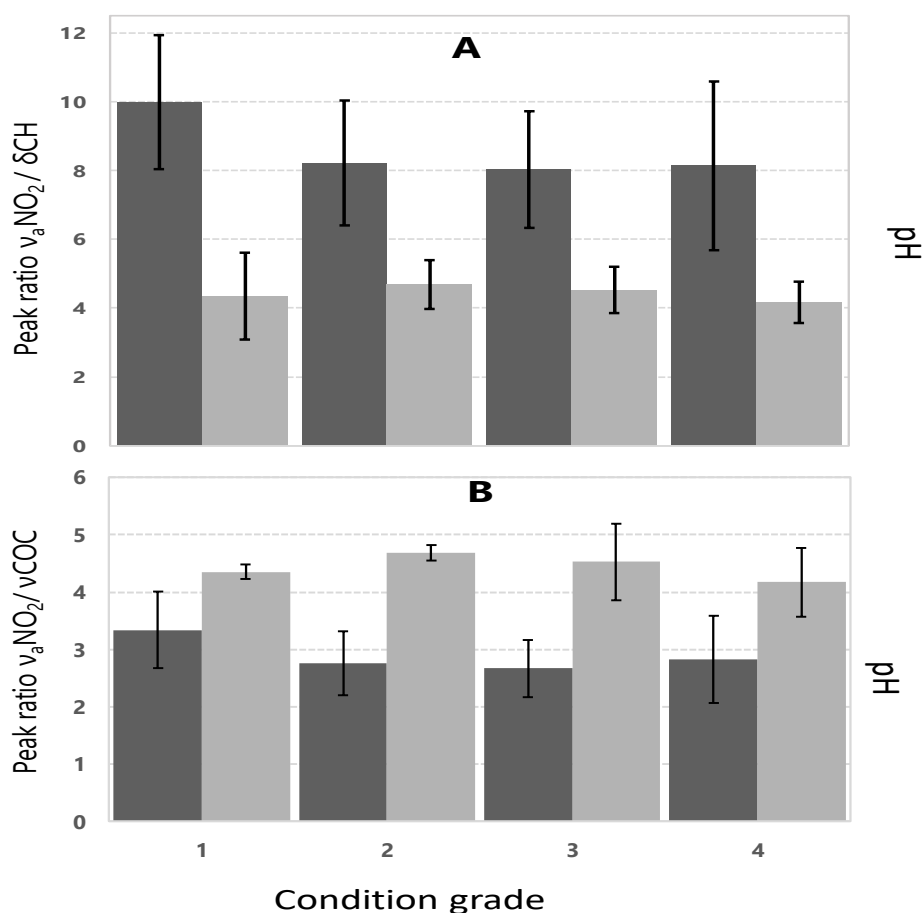 A
Peak ratio νₐNO₂/ δCH
12
10
8
6
4
2
0
pH
B
Peak ratio νₐNO₂/ νCOC
6
5
4
3
2
1
0
pH
1 2 3 4
Condition grade